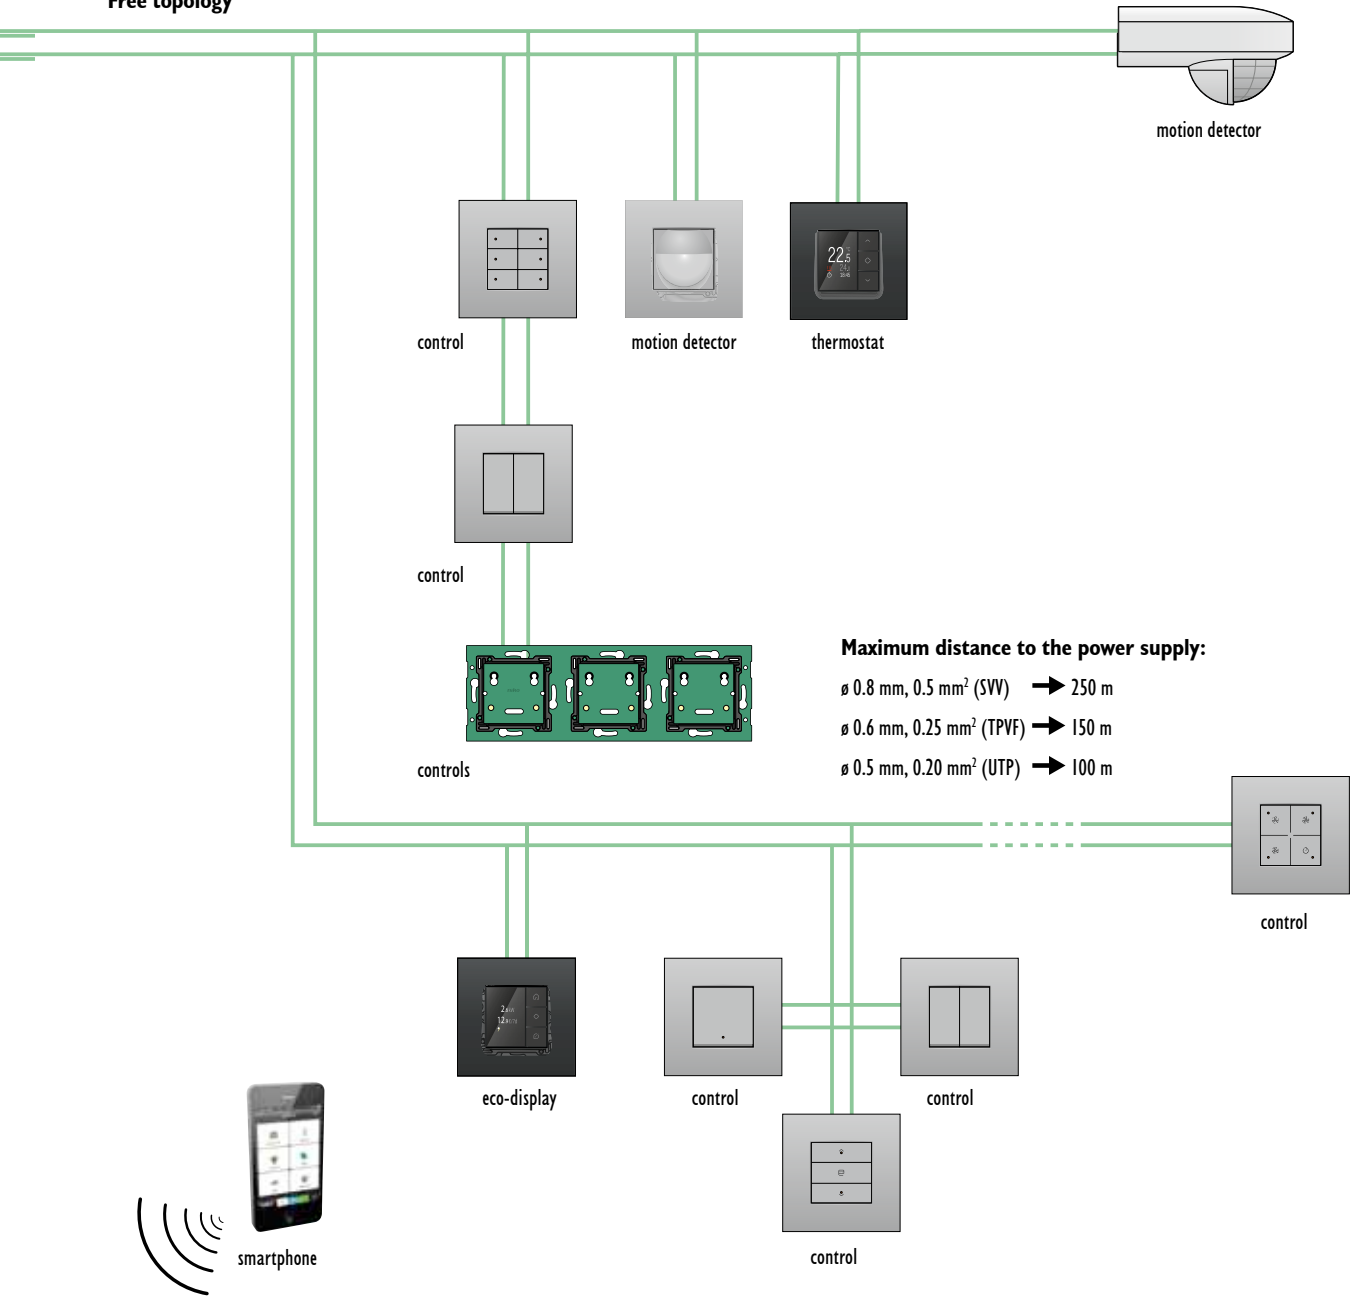 Free topology
motion detector
22.5
control
motion detector
thermostat
control
Maximum distance to the power supply:
ø 0.8 mm, 0.5 mm² (SVV) → 250 m
ø 0.6 mm, 0.25 mm² (TPVF) → 150 m
ø 0.5 mm, 0.20 mm² (UTP) → 100 m
controls
control
eco-display
control
control
smartphone
control